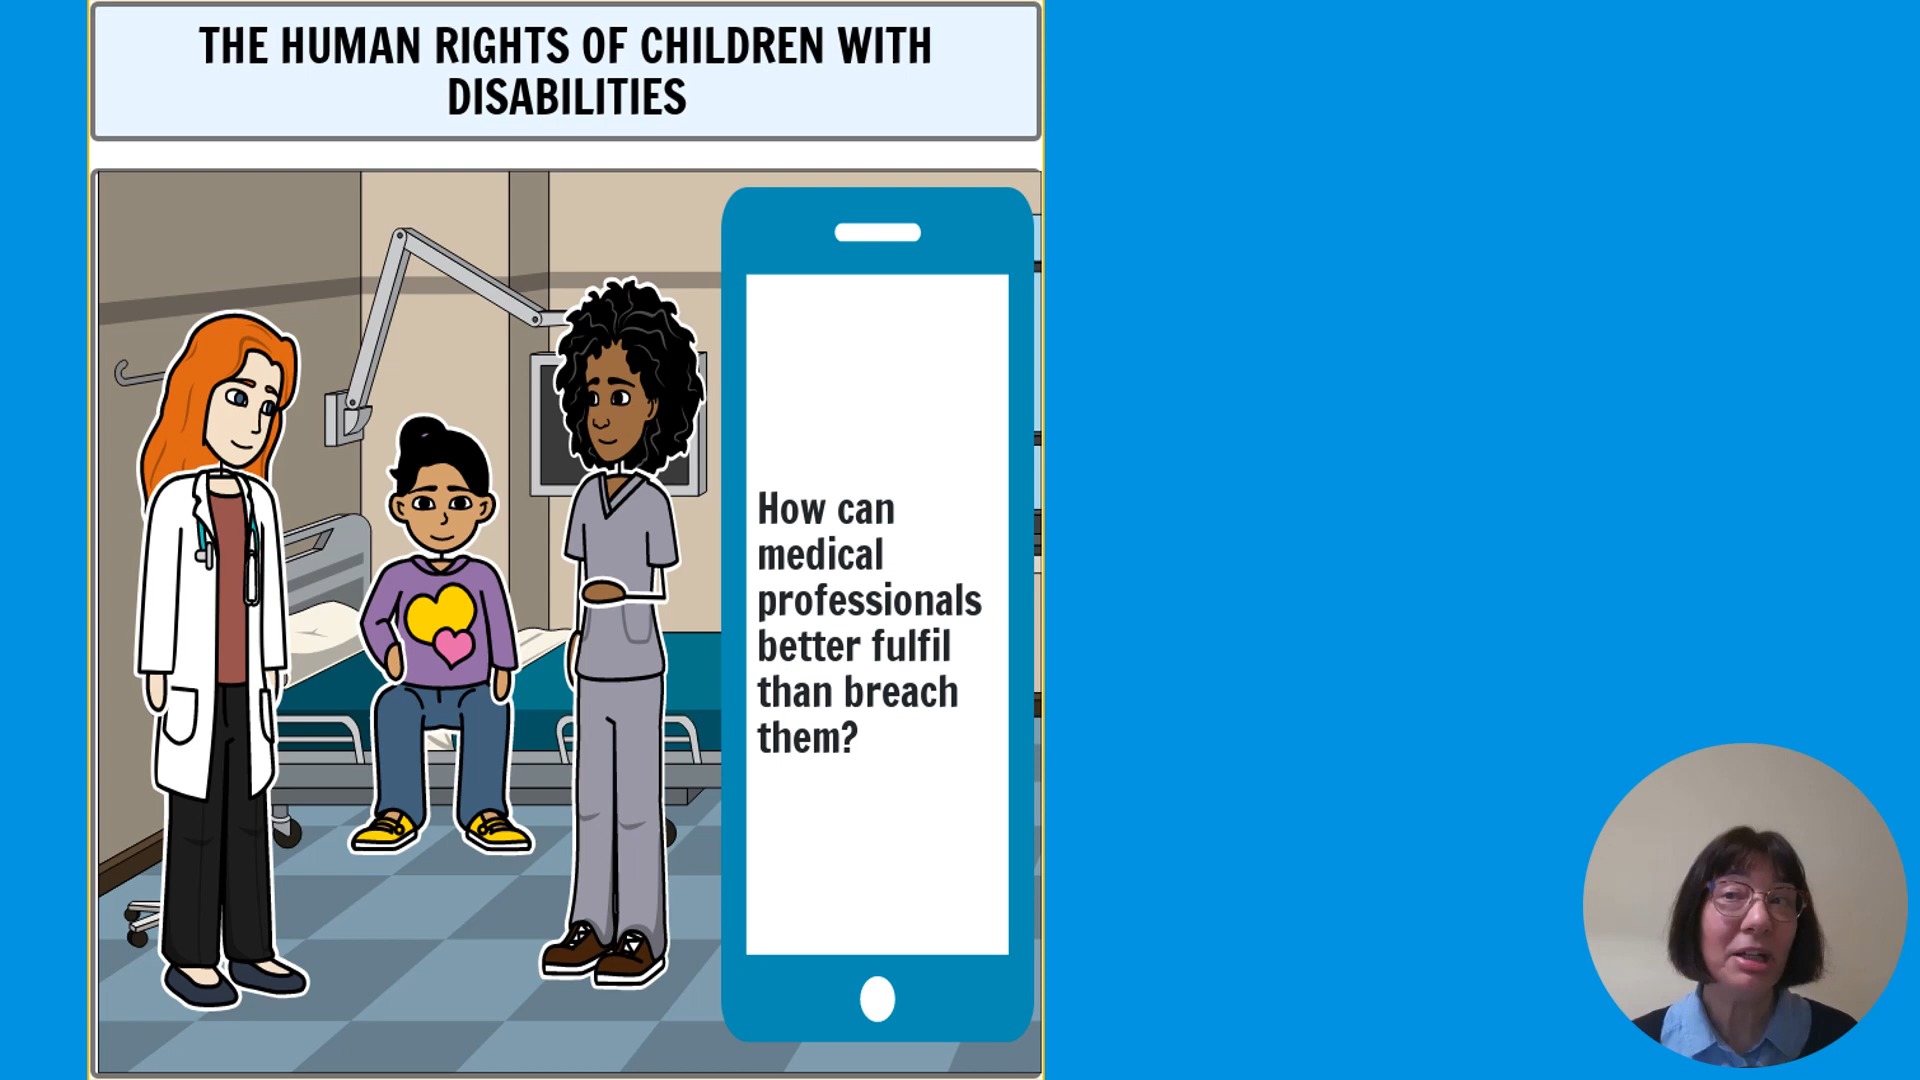 THE HUMAN RIGHTS OF CHILDREN WITH
DISABILITIES
How can
medical
professionals
better fulfil
than breach
them?